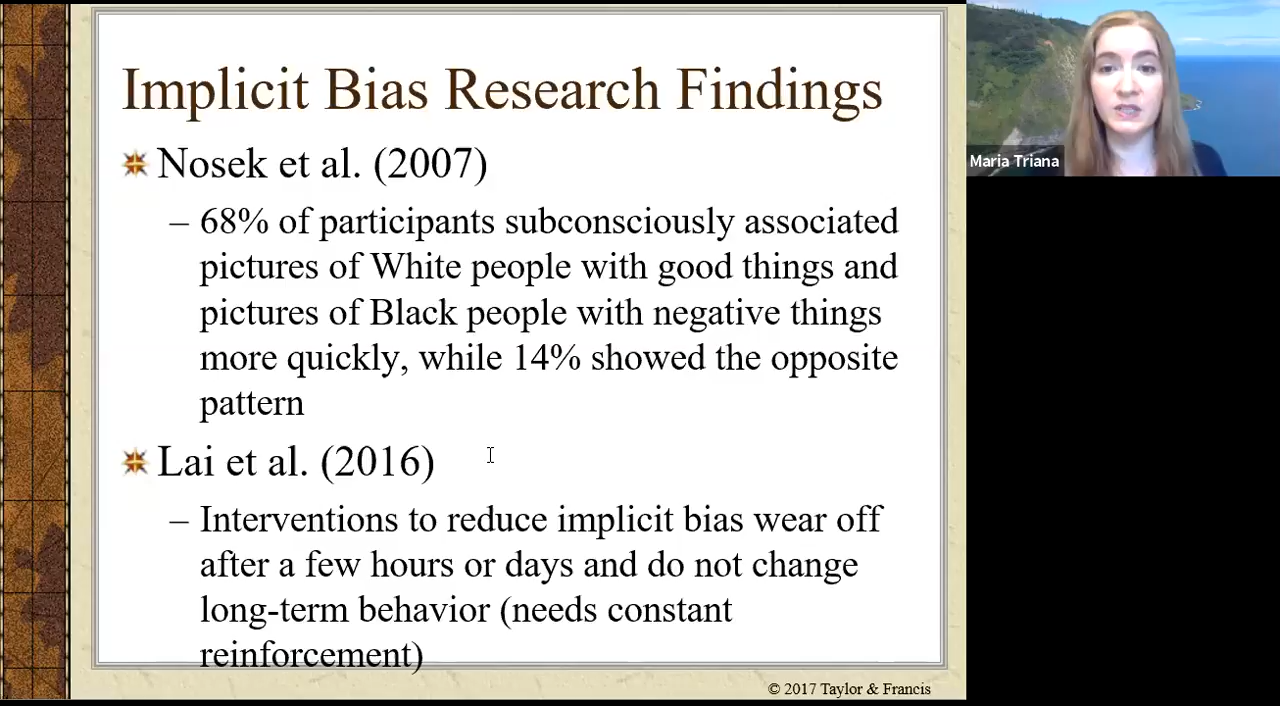 Implicit Bias Research Findings
Nosek et al. (2007)
– 68% of participants subconsciously associated
pictures of White people with good things and
pictures of Black people with negative things
more quickly, while 14% showed the opposite
pattern
Lai et al. (2016)
– Interventions to reduce implicit bias wear off
after a few hours or days and do not change
long-term behavior (needs constant
reinforcement)
© 2017 Taylor & Francis
Maria Triana